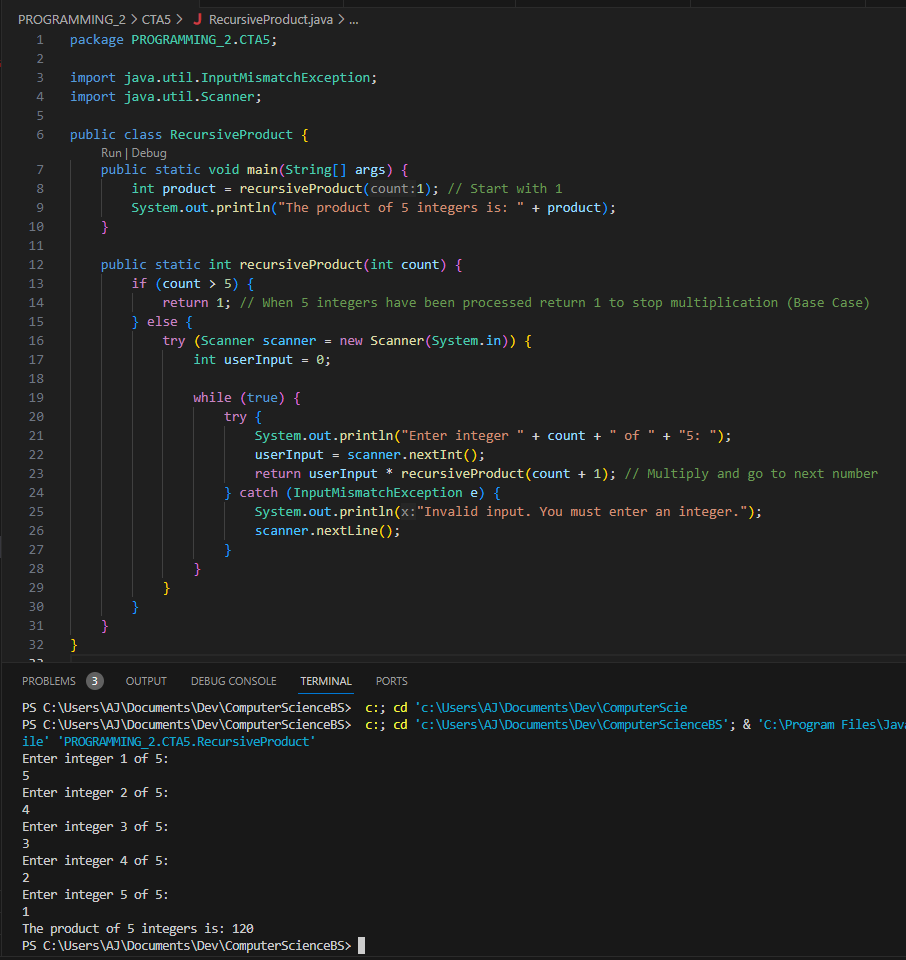 PROGRAMMING_2 > CTA5 > J RecursiveProduct.java > ...
1 package PROGRAMMING_2.CTA5;
2
3 import java.util.InputMismatchException;
4 import java.util.Scanner;
5
6 public class RecursiveProduct {
Run | Debug
7 public static void main(String[] args) {
8 int product = recursiveProduct(count:1); // Start with 1
9 System.out.println("The product of 5 integers is: " + product);
10 }
11
12 public static int recursiveProduct(int count) {
13 if (count > 5) {
14 return 1; // When 5 integers have been processed return 1 to stop multiplication (Base Case)
15 } else {
16 try (Scanner scanner = new Scanner(System.in)) {
17 int userInput = 0;
18
19 while (true) {
20 try {
21 System.out.println("Enter integer " + count + " of " + "5: ");
22 userInput = scanner.nextInt();
23 return userInput * recursiveProduct(count + 1); // Multiply and go to next number
24 } catch (InputMismatchException e) {
25 System.out.println(x:"Invalid input. You must enter an integer.");
26 scanner.nextLine();
27 }
28 }
29 }
30 }
31 }
32 }
33
PROBLEMS 3 OUTPUT DEBUG CONSOLE TERMINAL PORTS
PS C:\Users\AJ\Documents\Dev\ComputerScienceBS> c:; cd 'c:\Users\AJ\Documents\Dev\ComputerScie
PS C:\Users\AJ\Documents\Dev\ComputerScienceBS> c:; cd 'c:\Users\AJ\Documents\Dev\ComputerScienceBS'; & 'C:\Program Files\Java
ile' 'PROGRAMMING_2.CTA5.RecursiveProduct'
Enter integer 1 of 5:
5
Enter integer 2 of 5:
4
Enter integer 3 of 5:
3
Enter integer 4 of 5:
2
Enter integer 5 of 5:
1
The product of 5 integers is: 120
PS C:\Users\AJ\Documents\Dev\ComputerScienceBS>